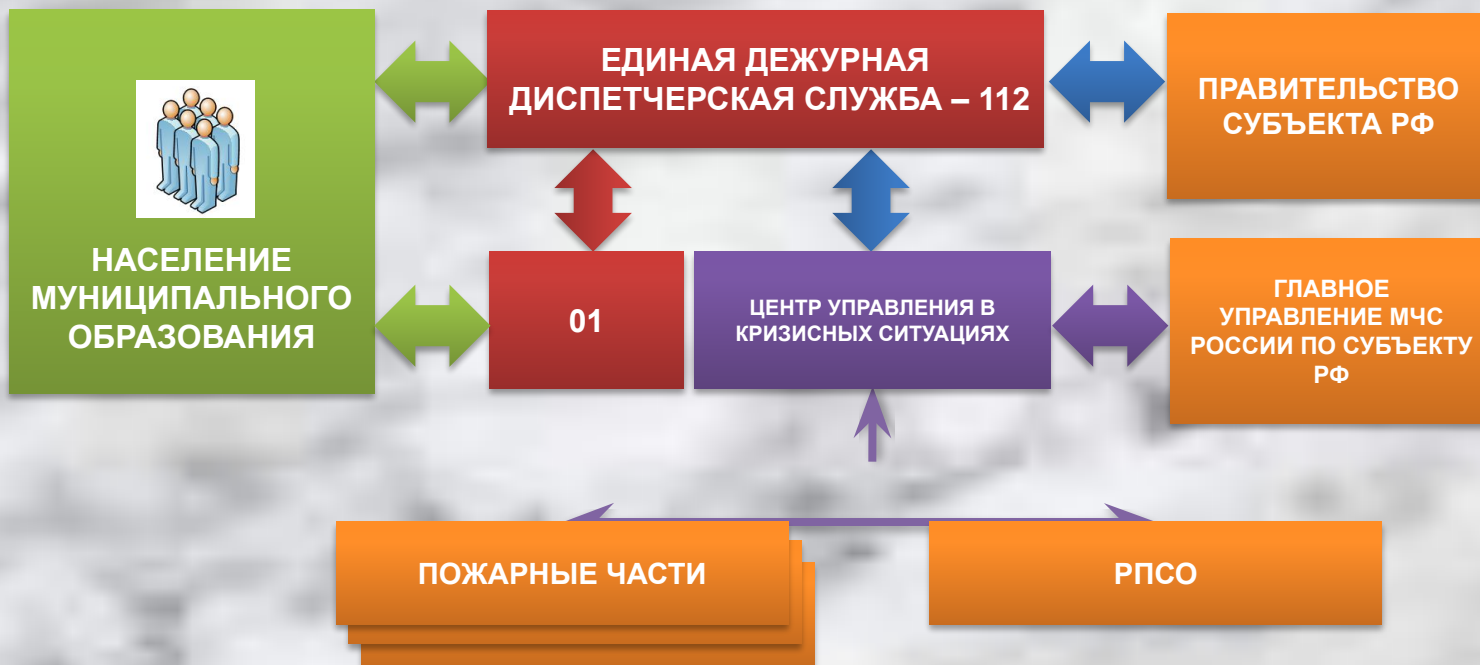 ЕДИНАЯ ДЕЖУРНАЯ
ДИСПЕТЧЕРСКАЯ СЛУЖБА – 112
ПРАВИТЕЛЬСТВО
СУБЪЕКТА РФ
НАСЕЛЕНИЕ
МУНИЦИПАЛЬНОГО
ОБРАЗОВАНИЯ
01
ЦЕНТР УПРАВЛЕНИЯ В
КРИЗИСНЫХ СИТУАЦИЯХ
ГЛАВНОЕ
УПРАВЛЕНИЕ МЧС
РОССИИ ПО СУБЪЕКТУ
РФ
ПОЖАРНЫЕ ЧАСТИ
РПСО